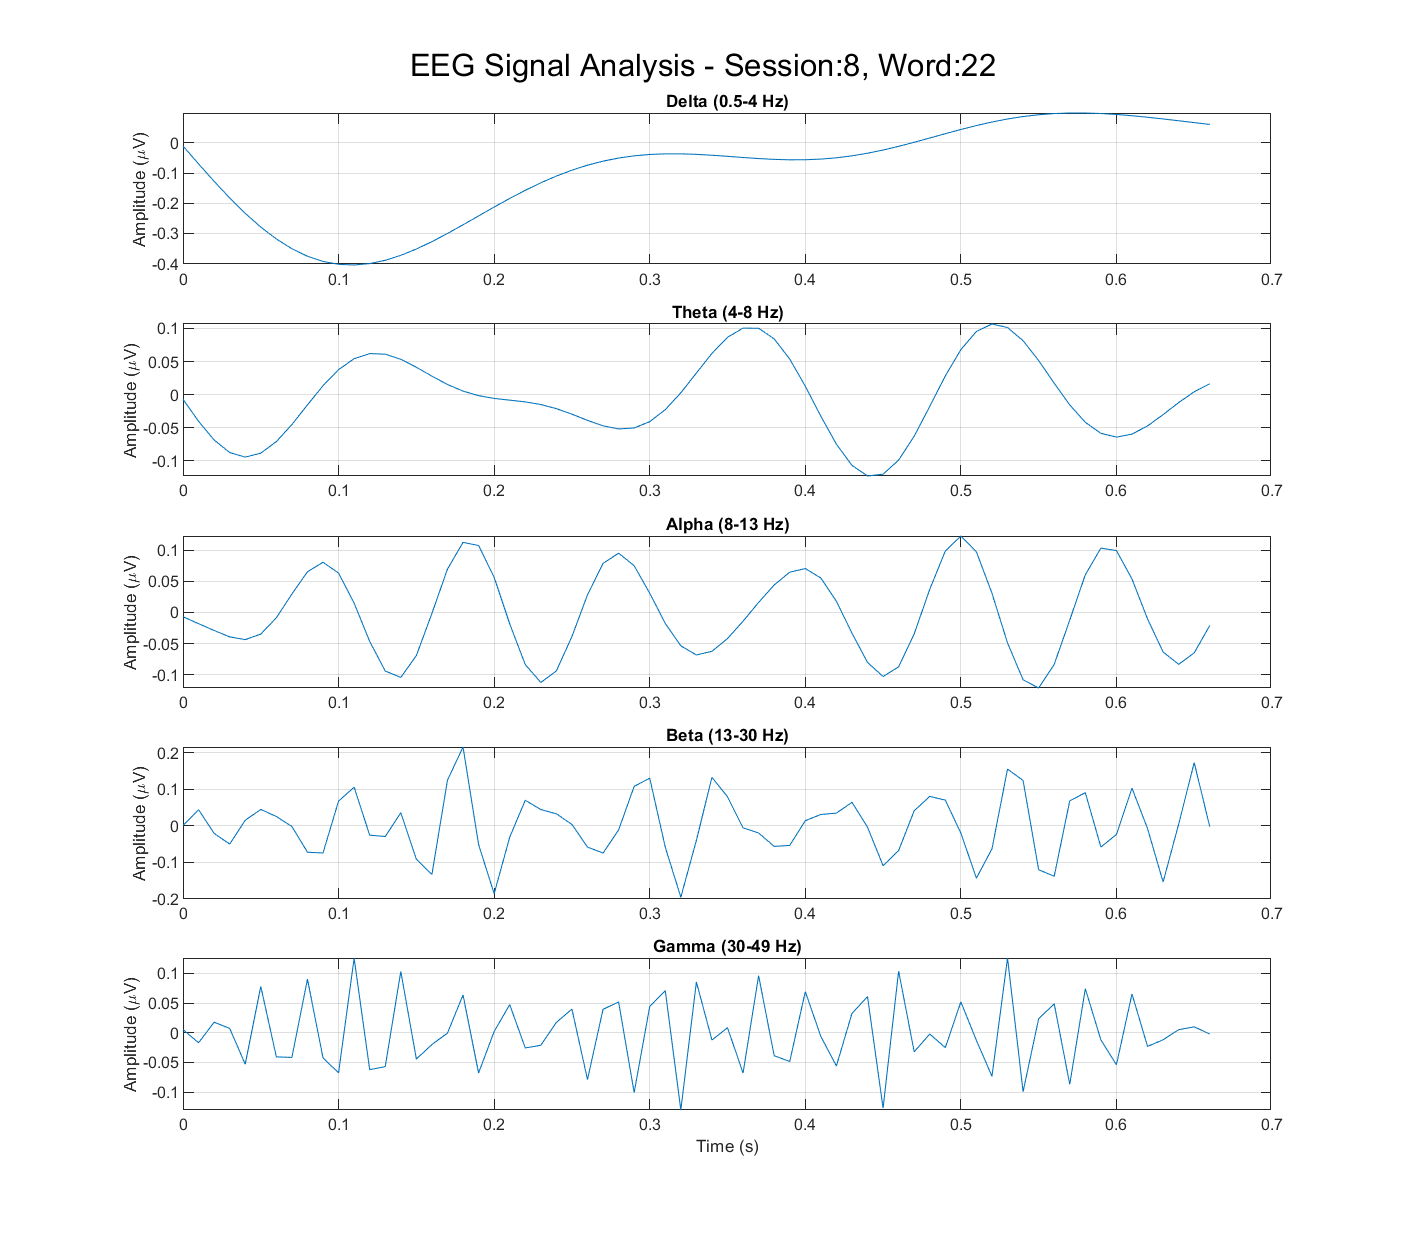 EEG Signal Analysis - Session:8, Word:22
Delta (0.5-4 Hz)
Amplitude (μV)
0
-0.1
-0.2
-0.3
-0.4
0 0.1 0.2 0.3 0.4 0.5 0.6 0.7
Theta (4-8 Hz)
Amplitude (μV)
0.1
0.05
0
-0.05
-0.1
0 0.1 0.2 0.3 0.4 0.5 0.6 0.7
Alpha (8-13 Hz)
Amplitude (μV)
0.1
0.05
0
-0.05
-0.1
0 0.1 0.2 0.3 0.4 0.5 0.6 0.7
Beta (13-30 Hz)
Amplitude (μV)
0.2
0.1
0
-0.1
-0.2
0 0.1 0.2 0.3 0.4 0.5 0.6 0.7
Gamma (30-49 Hz)
Amplitude (μV)
0.1
0.05
0
-0.05
-0.1
0 0.1 0.2 0.3 0.4 0.5 0.6 0.7
Time (s)